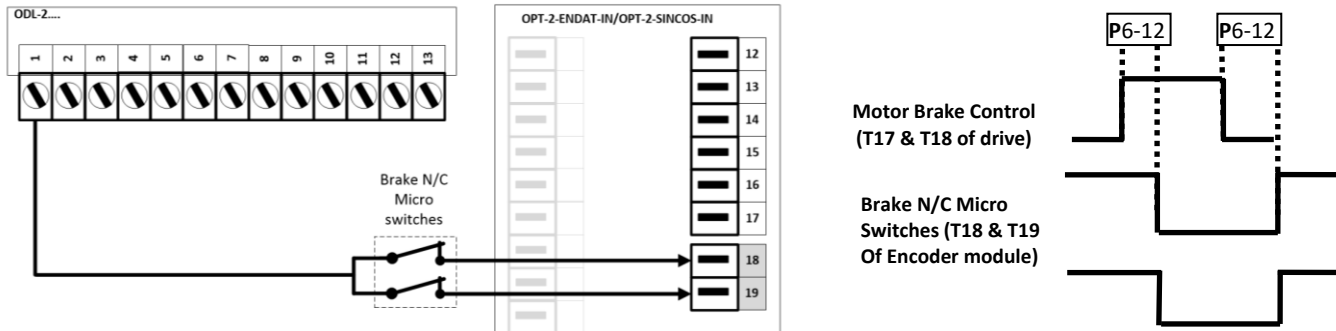 ODL-2....
1 2 3 4 5 6 7 8 9 10 11 12 13
Brake N/C
Micro
switches
OPT-2-ENDAT-IN/OPT-2-SINCOS-IN
12
13
14
15
16
17
18
19
P6-12 P6-12
Motor Brake Control
(T17 & T18 of drive)
Brake N/C Micro
Switches (T18 & T19
Of Encoder module)